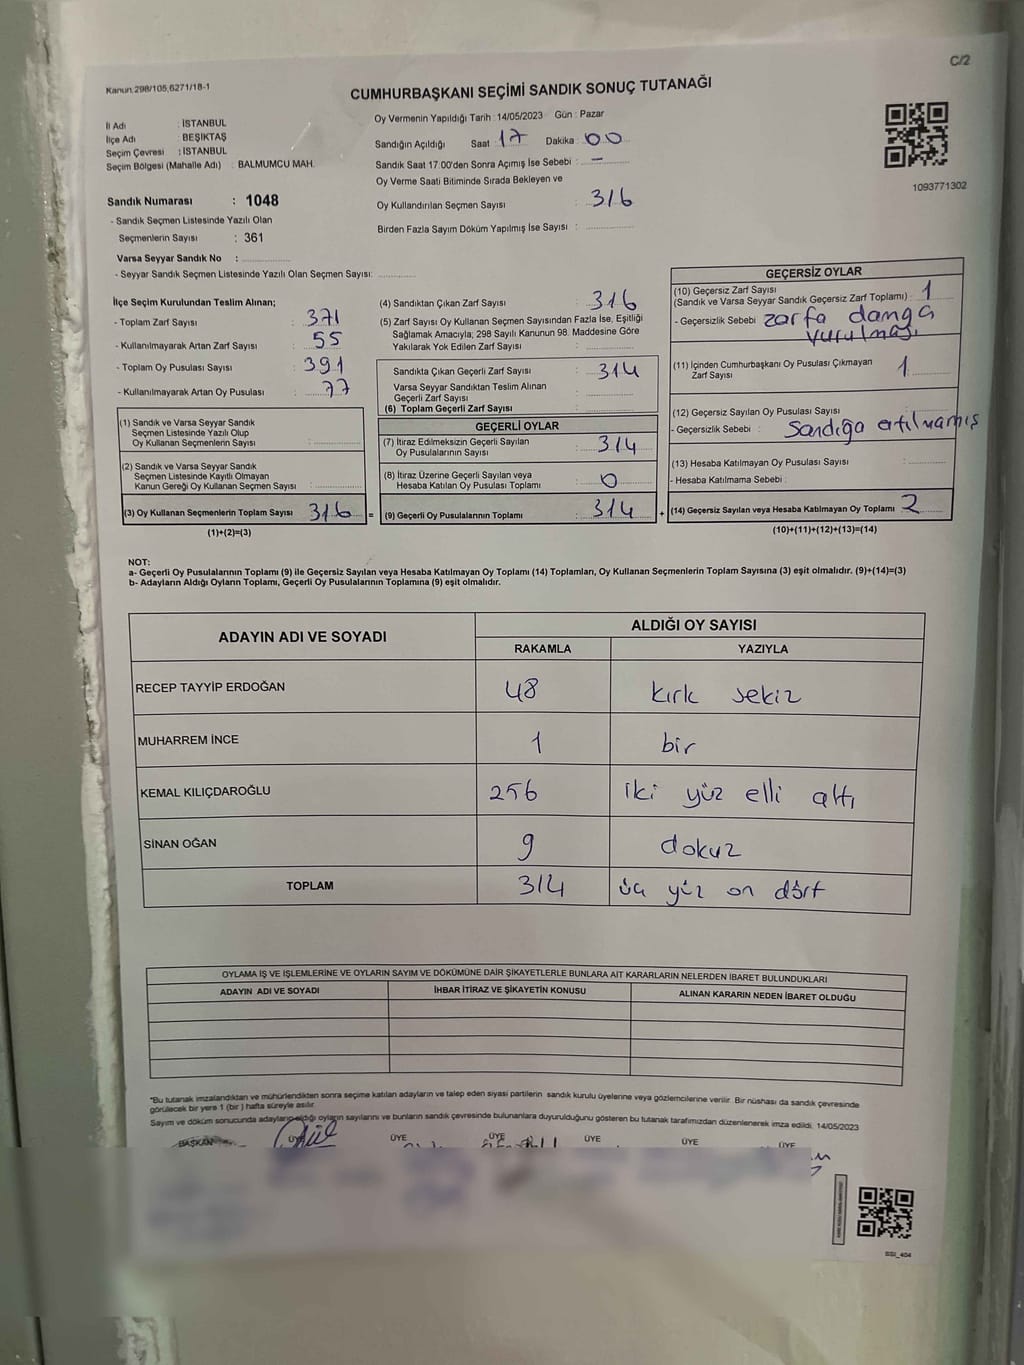 C/2
Kanun:298/105,6271/18-1
CUMHURBAŞKANI SEÇİMİ SANDIK SONUÇ TUTANAĞI
İl Adı : İSTANBUL
İlçe Adı : BEŞİKTAŞ
Seçim Çevresi : İSTANBUL
Seçim Bölgesi (Mahalle Adı) : BALMUMCU MAH.
Oy Vermenin Yapıldığı Tarih : 14/05/2023 Gün : Pazar
Sandığın Açıldığı Saat : 17 Dakika : 00
Sandık Saat 17:00'den Sonra Açımış İse Sebebi : —
Oy Verme Saati Bitiminde Sırada Bekleyen ve
Oy Kullandırılan Seçmen Sayısı : 316
Birden Fazla Sayım Döküm Yapılmış İse Sayısı :
1093771302
Sandık Numarası : 1048
- Sandık Seçmen Listesinde Yazılı Olan
Seçmenlerin Sayısı : 361
Varsa Seyyar Sandık No :
- Seyyar Sandık Seçmen Listesinde Yazılı Olan Seçmen Sayısı:
İlçe Seçim Kurulundan Teslim Alınan;
- Toplam Zarf Sayısı : 371
- Kullanılmayarak Artan Zarf Sayısı : 55
- Toplam Oy Pusulası Sayısı : 391
- Kullanılmayarak Artan Oy Pusulası : 77
(1) Sandık ve Varsa Seyyar Sandık
Seçmen Listesinde Yazılı Olup
Oy Kullanan Seçmenlerin Sayısı :
(2) Sandık ve Varsa Seyyar Sandık
Seçmen Listesinde Kayıtlı Olmayan
Kanun Gereği Oy Kullanan Seçmen Sayısı :
(3) Oy Kullanan Seçmenlerin Toplam Sayısı 316 =
(1)+(2)=(3)
(4) Sandıktan Çıkan Zarf Sayısı : 316
(5) Zarf Sayısı Oy Kullanan Seçmen Sayısından Fazla İse, Eşitliği
Sağlamak Amacıyla; 298 Sayılı Kanunun 98. Maddesine Göre
Yakılarak Yok Edilen Zarf Sayısı :
Sandıkta Çıkan Geçerli Zarf Sayısı : 314
Varsa Seyyar Sandıktan Teslim Alınan
Geçerli Zarf Sayısı :
(6) Toplam Geçerli Zarf Sayısı :
GEÇERLİ OYLAR
(7) İtiraz Edilmeksizin Geçerli Sayılan
Oy Pusulalarının Sayısı : 314
(8) İtiraz Üzerine Geçerli Sayılan veya
Hesaba Katılan Oy Pusulası Toplamı : 0
(9) Geçerli Oy Pusulalarının Toplamı : 314 +
GEÇERSİZ OYLAR
(10) Geçersiz Zarf Sayısı
(Sandık ve Varsa Seyyar Sandık Geçersiz Zarf Toplamı) : 1
- Geçersizlik Sebebi : zarfa damga
vurulması
(11) İçinden Cumhurbaşkanı Oy Pusulası Çıkmayan
Zarf Sayısı : 1
(12) Geçersiz Sayılan Oy Pusulası Sayısı :
- Geçersizlik Sebebi : Sandığa atılmamış
(13) Hesaba Katılmayan Oy Pusulası Sayısı :
- Hesaba Katılmama Sebebi :
(14) Geçersiz Sayılan veya Hesaba Katılmayan Oy Toplamı : 2
(10)+(11)+(12)+(13)=(14)
NOT:
a- Geçerli Oy Pusulalarının Toplamı (9) ile Geçersiz Sayılan veya Hesaba Katılmayan Oy Toplamı (14) Toplamları, Oy Kullanan Seçmenlerin Toplam Sayısına (3) eşit olmalıdır. (9)+(14)=(3)
b- Adayların Aldığı Oyların Toplamı, Geçerli Oy Pusulalarının Toplamına (9) eşit olmalıdır.
ADAYIN ADI VE SOYADI ALDIĞI OY SAYISI
RAKAMLA YAZIYLA
RECEP TAYYİP ERDOĞAN 48 kırk sekiz
MUHARREM İNCE 1 bir
KEMAL KILIÇDAROĞLU 256 iki yüz elli altı
SİNAN OĞAN 9 dokuz
TOPLAM 314 üç yüz on dört
OYLAMA İŞ VE İŞLEMLERİNE VE OYLARIN SAYIM VE DÖKÜMÜNE DAİR ŞİKAYETLERLE BUNLARA AİT KARARLARIN NELERDEN İBARET BULUNDUKLARI
ADAYIN ADI VE SOYADI İHBAR İTİRAZ VE ŞİKAYETİN KONUSU ALINAN KARARIN NEDEN İBARET OLDUĞU
"Bu tutanak imzalandıktan ve mühürlendikten sonra seçime katılan adayların ve talep eden siyasi partilerin sandık kurulu üyelerine veya gözlemcilerine verilir. Bir nüshası da sandık çevresinde
görülecek bir yere 1 (bir) hafta süreyle asılır.
Sayım ve döküm sonucunda adayların aldığı oyların sayılarını ve bunların sandık çevresinde bulunanlara duyurulduğunu gösteren bu tutanak tarafımızdan düzenlenerek imza edildi. 14/05/2023
BAŞKAN ÜYE ÜYE ÜYE ÜYE ÜYE ÜYE
SSI_404